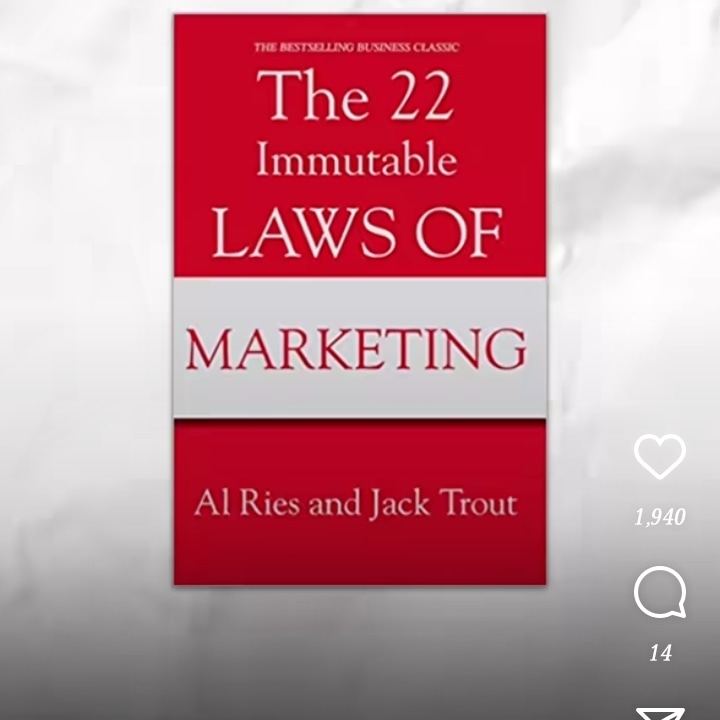 THE BESTSELLING BUSINESS CLASSIC
The 22
Immutable
LAWS OF
MARKETING
Al Ries and Jack Trout
1,940
14